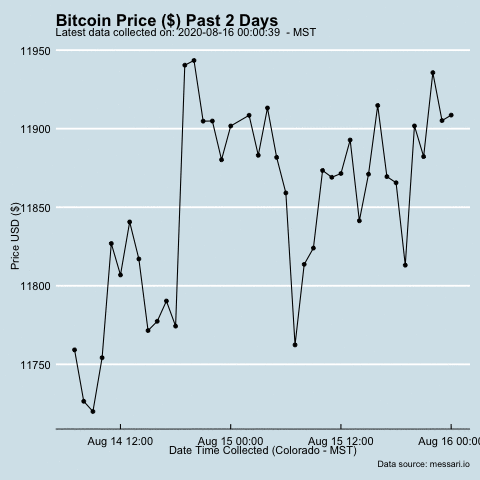 Bitcoin Price ($) Past 2 Days
Latest data collected on: 2020-08-16 00:00:39 - MST
11950
11900
11850
11800
11750
Price USD ($)
Aug 14 12:00 Aug 15 00:00 Aug 15 12:00 Aug 16 00:00
Date Time Collected (Colorado - MST)
Data source: messari.io